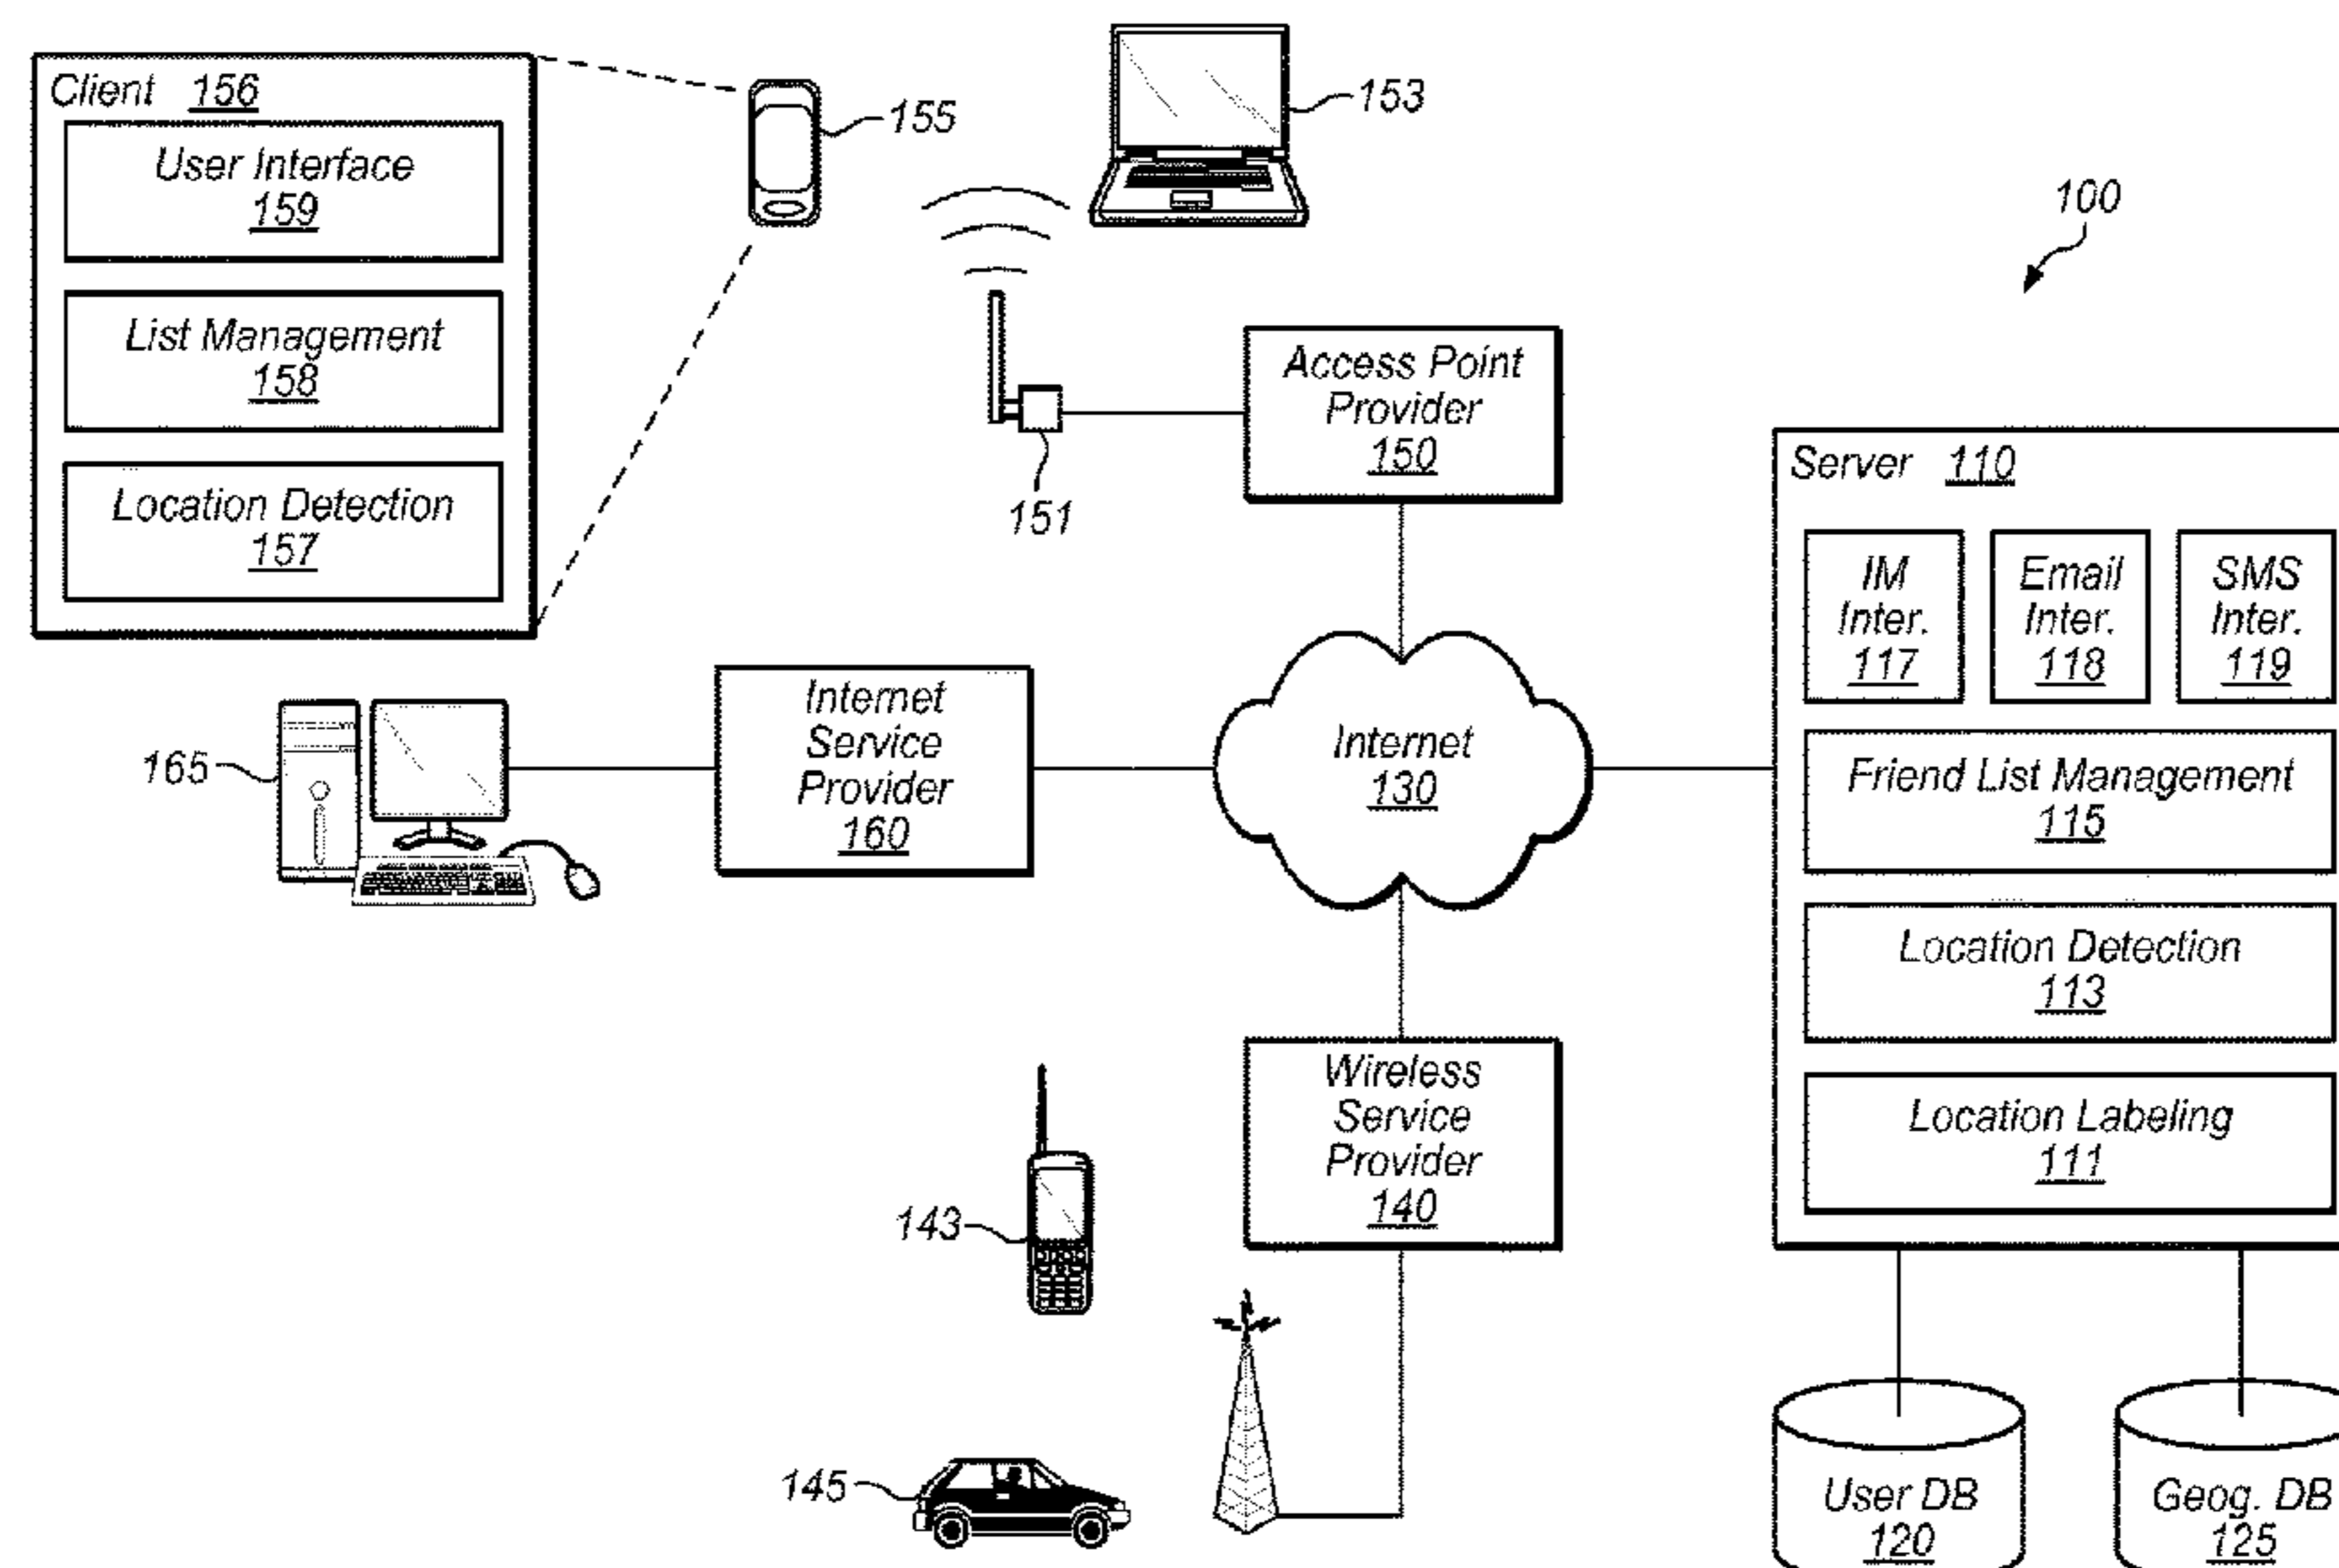 Client 156
User Interface
159
List Management
158
Location Detection
157
155
153
100
Access Point
Provider
150
151
Server 110
IM
Inter.
117
Email
Inter.
118
SMS
Inter.
119
Friend List Management
115
Location Detection
113
Location Labeling
111
165
Internet
Service
Provider
160
Internet
130
Wireless
Service
Provider
140
143
145
User DB
120
Geog. DB
125